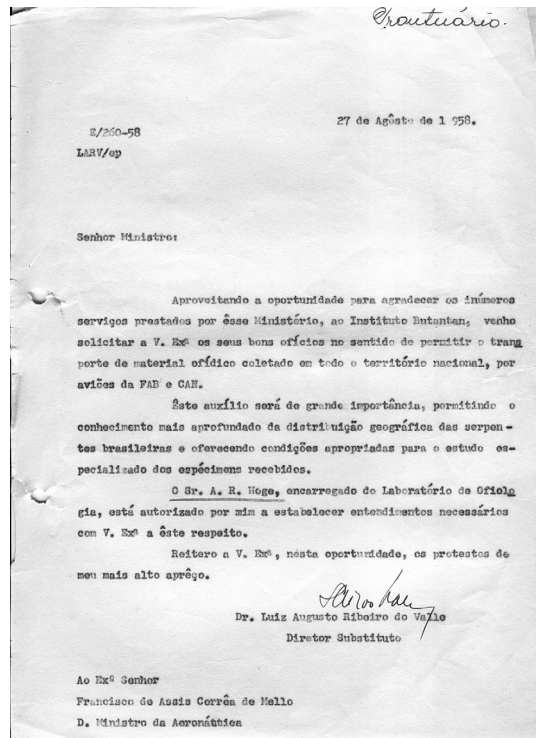 Prontuário.
27 de Agôsto de 1 958.
E/260-58
LARV/ep
Senhor Ministro:
Aproveitando a oportunidade para agradecer os inúmeros
serviços prestados por êsse Ministério, ao Instituto Butantan, venho
solicitar a V. Exª os seus bons ofícios no sentido de permitir o trans
porte de material ofídico coletado em todo o território nacional, por
aviões da FAB e CAN.
Êste auxílio será de grande importância, permitindo o
conhecimento mais aprofundado da distribuição geográfica das serpen-
tes brasileiras e oferecendo condições apropriadas para o estudo es-
pecializado dos espécimens recebidos.
O Sr. A. R. Hoge, encarregado do Laboratório de Ofiolo
gia, está autorizado por mim a estabelecer entendimentos necessários
com V. Exª a êste respeito.
Reitero a V. Exª, nesta oportunidade, os protestos de
meu mais alto aprêço.
Dr. Luiz Augusto Ribeiro do Valle
Diretor Substituto
Ao Exº Senhor
Francisco de Assis Corrêa de Mello
D. Ministro da Aeronáutica